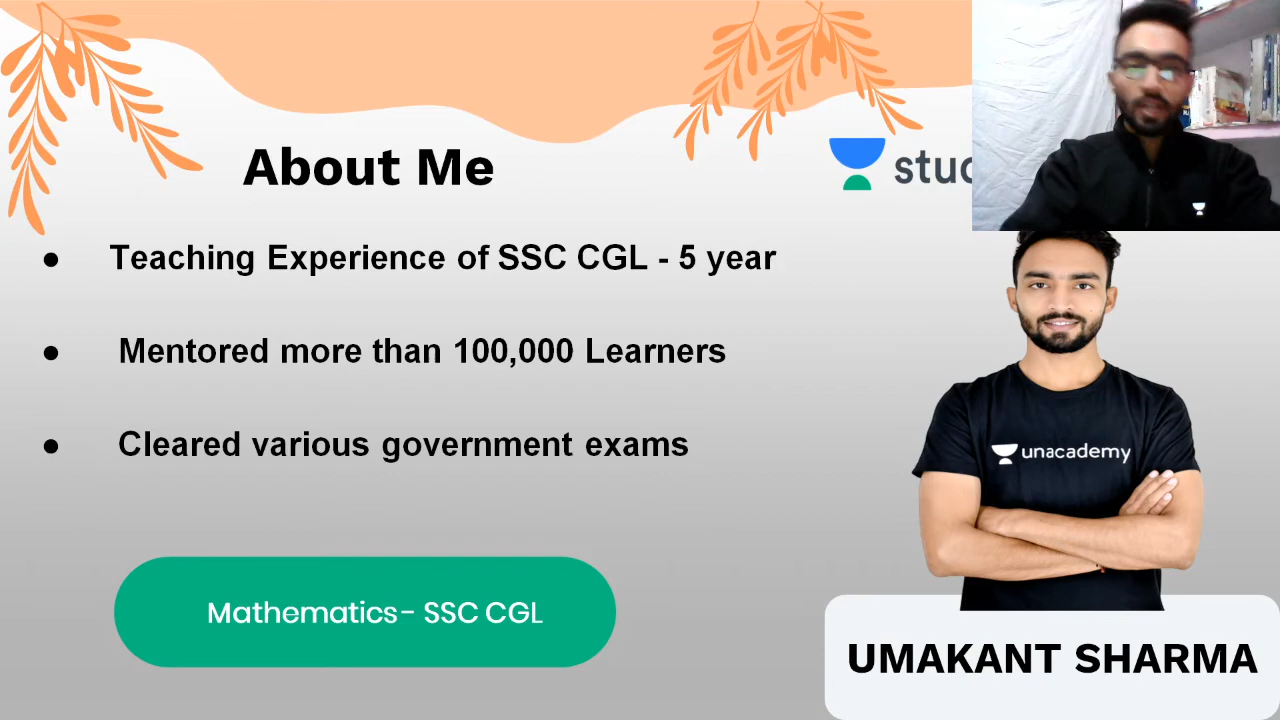 About Me
● Teaching Experience of SSC CGL - 5 year
● Mentored more than 100,000 Learners
● Cleared various government exams
Mathematics- SSC CGL
unacademy
UMAKANT SHARMA